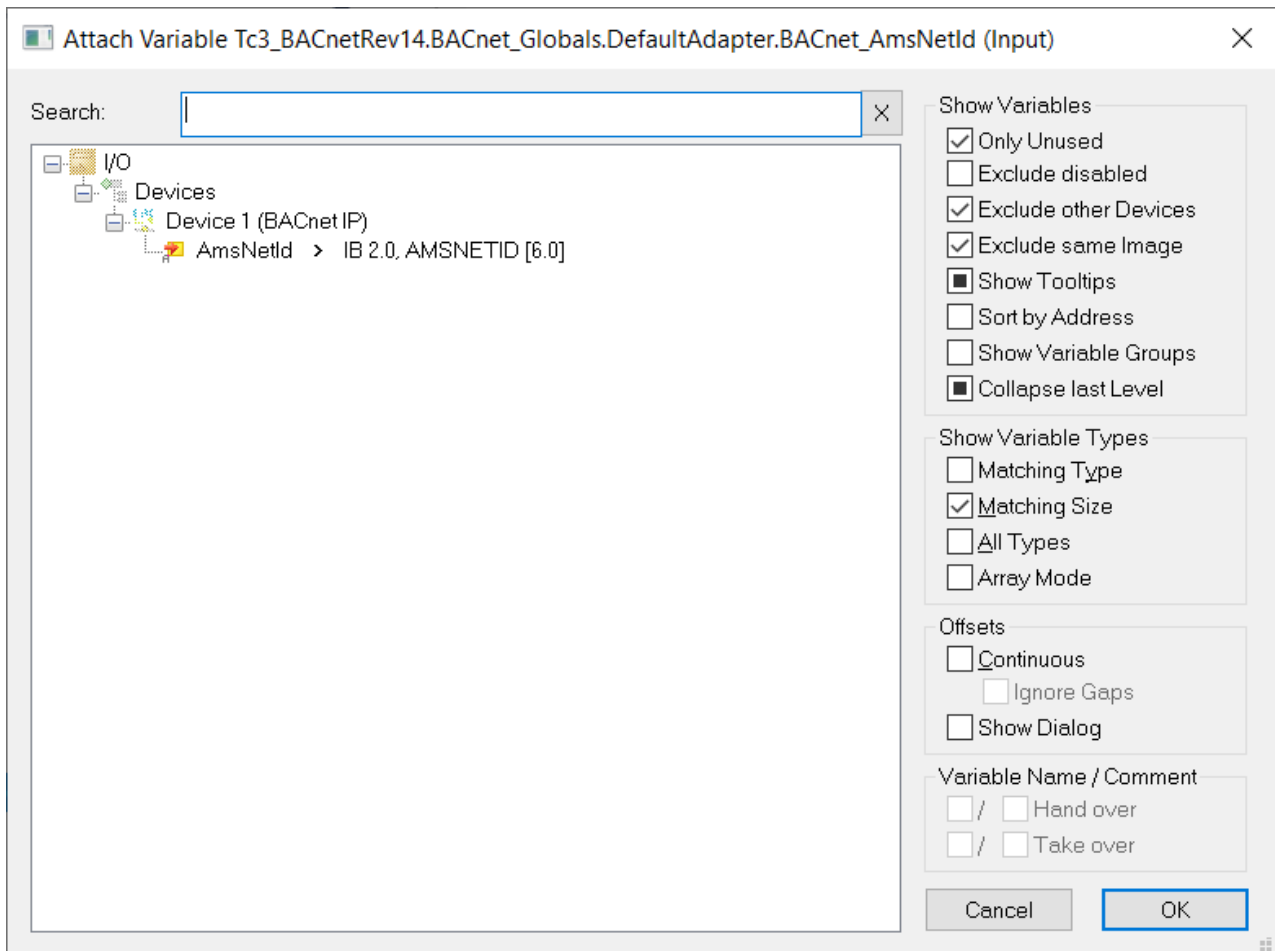 Attach Variable Tc3_BACnetRev14.BACnet_Globals.DefaultAdapter.BACnet_AmsNetId (Input)
Search:
I/O
Devices
Device 1 (BACnet IP)
AmsNetId > IB 2.0, AMSNETID [6.0]
Show Variables
Only Unused
Exclude disabled
Exclude other Devices
Exclude same Image
Show Tooltips
Sort by Address
Show Variable Groups
Collapse last Level
Show Variable Types
Matching Type
Matching Size
All Types
Array Mode
Offsets
Continuous
Ignore Gaps
Show Dialog
Variable Name / Comment
/ Hand over
/ Take over
Cancel
OK